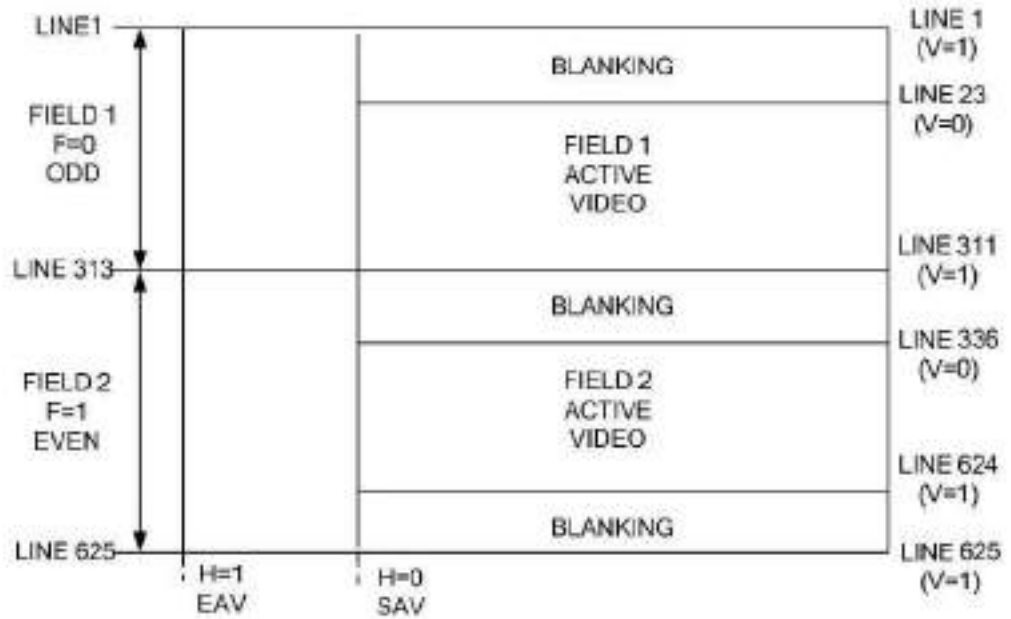 LINE1
LINE 1
(V=1)
BLANKING
LINE 23
(V=0)
FIELD 1
F=0
ODD
FIELD 1
ACTIVE
VIDEO
LINE 311
(V=1)
LINE 313
BLANKING
LINE 336
(V=0)
FIELD 2
F=1
EVEN
FIELD 2
ACTIVE
VIDEO
LINE 624
(V=1)
BLANKING
LINE 625
LINE 625
(V=1)
H=1
EAV
H=0
SAV